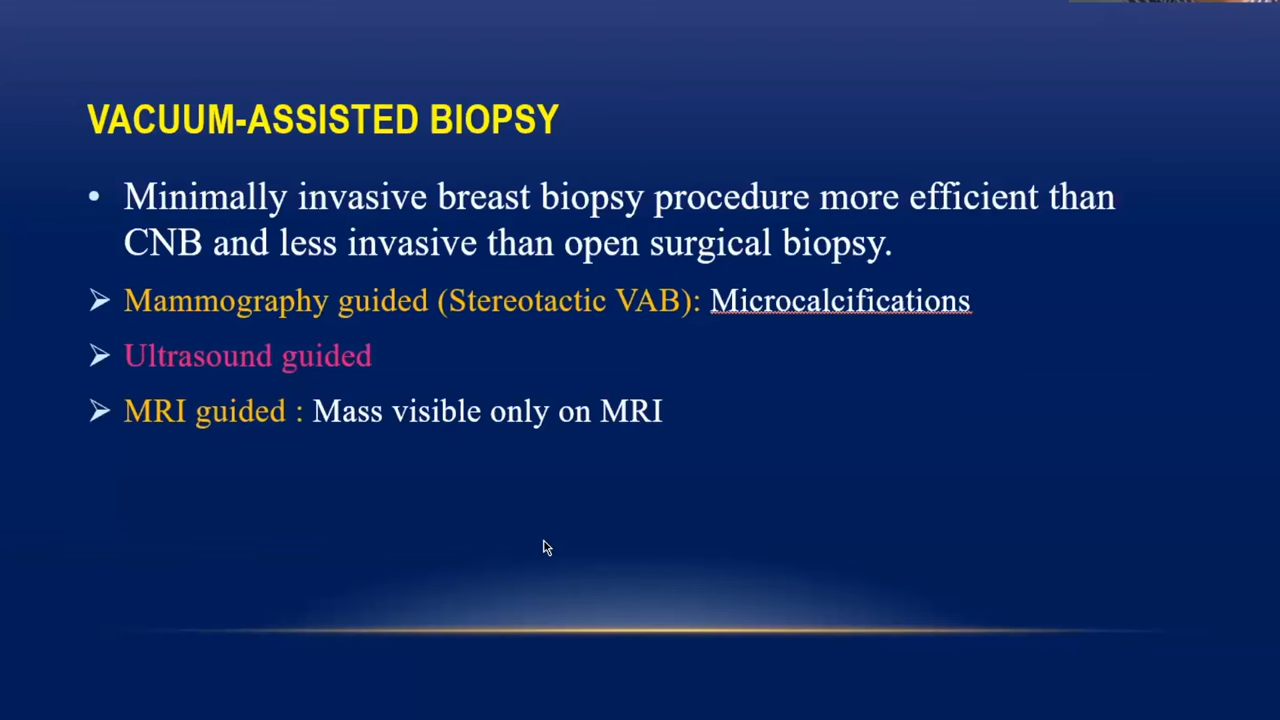 VACUUM-ASSISTED BIOPSY
• Minimally invasive breast biopsy procedure more efficient than
CNB and less invasive than open surgical biopsy.
➢ Mammography guided (Stereotactic VAB): Microcalcifications
➢ Ultrasound guided
➢ MRI guided : Mass visible only on MRI